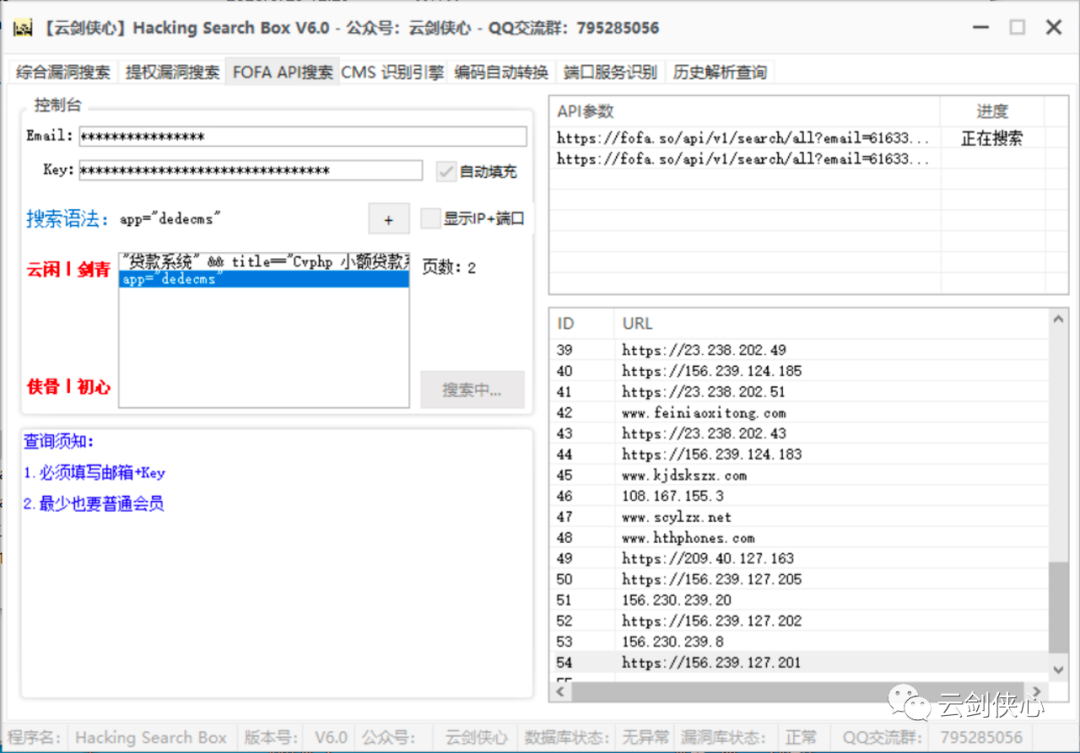 【云剑侠心】Hacking Search Box V6.0 - 公众号：云剑侠心 - QQ交流群：795285056
综合漏洞搜索 提权漏洞搜索 FOFA API搜索 CMS 识别引擎 编码自动转换 端口服务识别 历史解析查询
控制台
Email: ****************
Key: ******************************** 自动填充
搜索语法： app="dedecms" + 显示IP+端口
云闲丨剑青
"贷款系统" && title="Cvphp 小额贷款系
app="dedecms"
页数：2
侠骨丨初心
搜索中...
查询须知：
1.必须填写邮箱+Key
2.最少也要普通会员
API参数 进度
https://fofa.so/api/v1/search/all?email=61633... 正在搜索
https://fofa.so/api/v1/search/all?email=61633...
ID URL
39 https://23.238.202.49
40 https://156.239.124.185
41 https://23.238.202.51
42 www.feiniaoxitong.com
43 https://23.238.202.43
44 https://156.239.124.183
45 www.kjdskszx.com
46 108.167.155.3
47 www.scylzx.net
48 www.hthphones.com
49 https://209.40.127.163
50 https://156.239.127.205
51 156.230.239.20
52 https://156.239.127.202
53 156.230.239.8
54 https://156.239.127.201
云剑侠心
程序名： Hacking Search Box 版本号： V6.0 公众号： 云剑侠心 数据库状态： 无异常 漏洞库状态： 正常 QQ交流群： 795285056